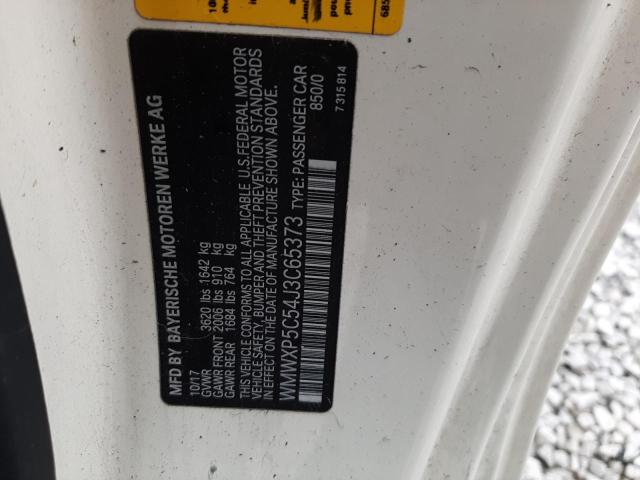 MFD BY BAYERISCHE MOTOREN WERKE AG
10/17
GVWR 3620 lbs 1642 kg
GAWR FRONT 2006 lbs 910 kg
GAWR REAR 1684 lbs 764 kg
THIS VEHICLE CONFORMS TO ALL APPLICABLE U.S.FEDERAL MOTOR
VEHICLE SAFETY, BUMPER AND THEFT PREVENTION STANDARDS
IN EFFECT ON THE DATE OF MANUFACTURE SHOWN ABOVE.
WMWXP5C54J3C65373 TYPE: PASSENGER CAR
850/0
7 315 814